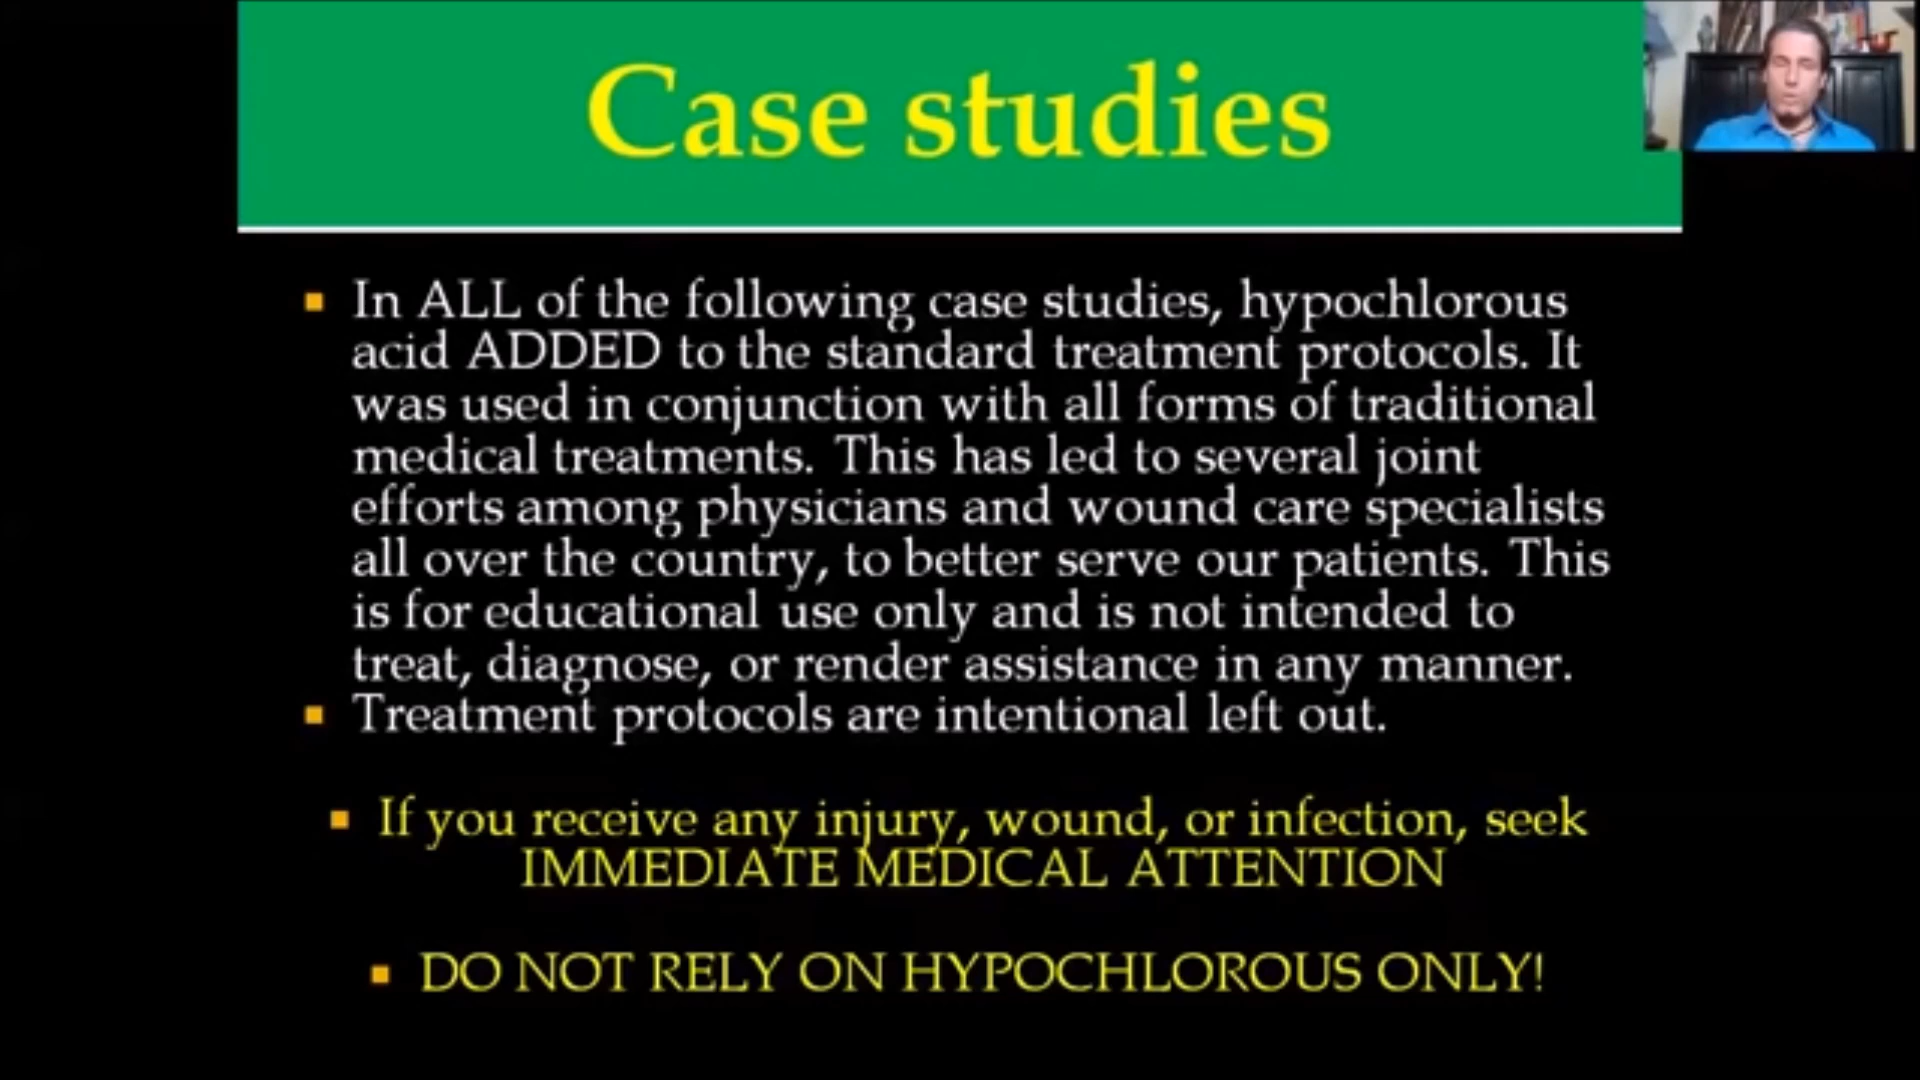 Case studies
In ALL of the following case studies, hypochlorous
acid ADDED to the standard treatment protocols. It
was used in conjunction with all forms of traditional
medical treatments. This has led to several joint
efforts among physicians and wound care specialists
all over the country, to better serve our patients. This
is for educational use only and is not intended to
treat, diagnose, or render assistance in any manner.
Treatment protocols are intentional left out.
If you receive any injury, wound, or infection, seek
IMMEDIATE MEDICAL ATTENTION
DO NOT RELY ON HYPOCHLOROUS ONLY!